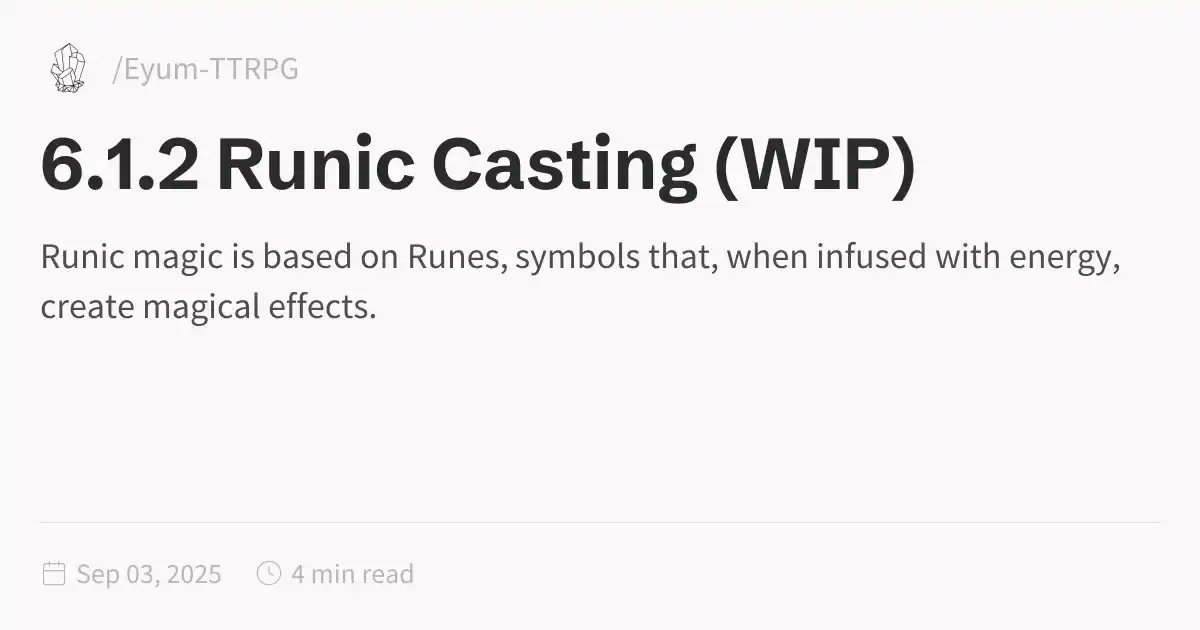 /Eyum-TTRPG
6.1.2 Runic Casting (WIP)
Runic magic is based on Runes, symbols that, when infused with energy,
create magical effects.
Sep 03, 2025 4 min read